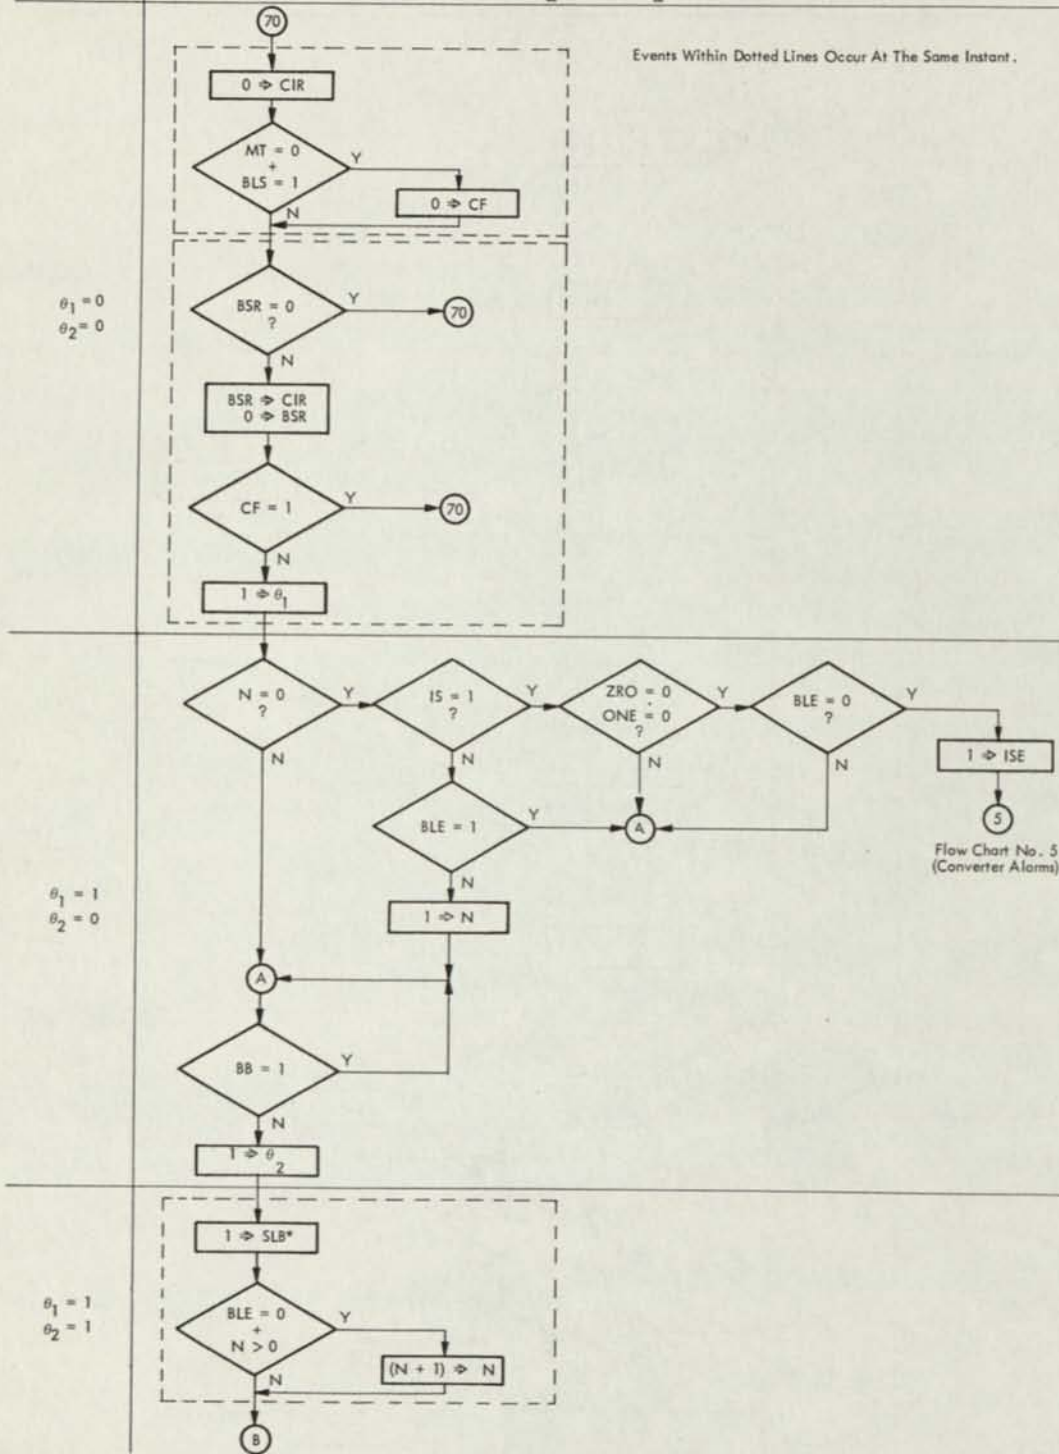 70
Events Within Dotted Lines Occur At The Same Instant.
0 ⇒ CIR
MT = 0
+
BLS = 1
Y
0 ⇒ CF
N
θ1 = 0
θ2 = 0
BSR = 0
?
Y
70
N
BSR ⇒ CIR
0 ⇒ BSR
CF = 1
Y
70
N
1 ⇒ θ1
N = 0
?
Y
IS = 1
?
Y
ZRO = 0
·
ONE = 0
?
Y
BLE = 0
?
Y
N
N
N
N
1 ⇒ ISE
BLE = 1
Y
A
5
Flow Chart No. 5
(Converter Alarms)
N
θ1 = 1
θ2 = 0
1 ⇒ N
A
BB = 1
Y
N
1 ⇒ θ2
1 ⇒ SLB*
θ1 = 1
θ2 = 1
BLE = 0
+
N > 0
Y
(N + 1) ⇒ N
N
B